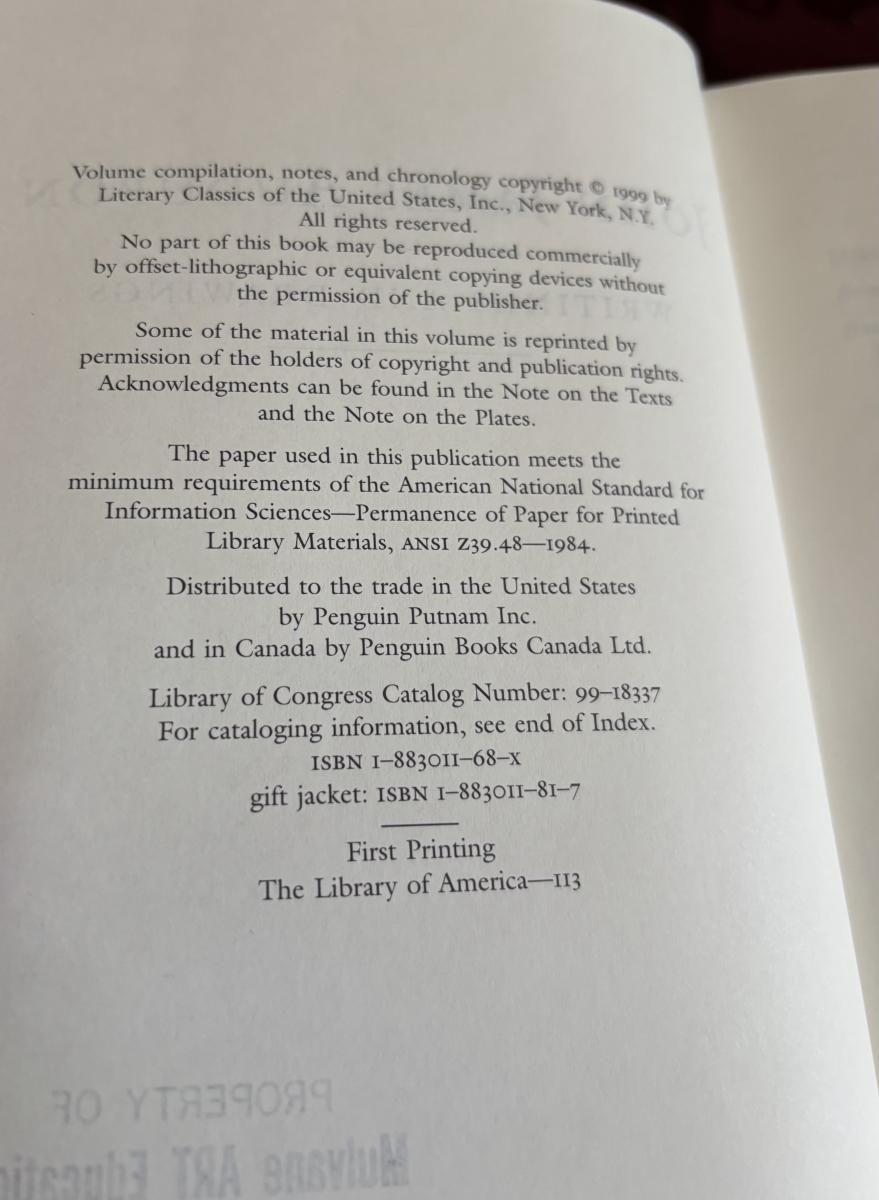 Volume compilation, notes, and chronology copyright © 1999 by
Literary Classics of the United States, Inc., New York, N.Y.
All rights reserved.
No part of this book may be reproduced commercially
by offset-lithographic or equivalent copying devices without
the permission of the publisher.
Some of the material in this volume is reprinted by
permission of the holders of copyright and publication rights.
Acknowledgments can be found in the Note on the Texts
and the Note on the Plates.
The paper used in this publication meets the
minimum requirements of the American National Standard for
Information Sciences—Permanence of Paper for Printed
Library Materials, ANSI Z39.48—1984.
Distributed to the trade in the United States
by Penguin Putnam Inc.
and in Canada by Penguin Books Canada Ltd.
Library of Congress Catalog Number: 99–18337
For cataloging information, see end of Index.
ISBN 1–883011–68–X
gift jacket: ISBN 1–883011–81–7
First Printing
The Library of America—113
PROPERTY OF
Mulvane ART